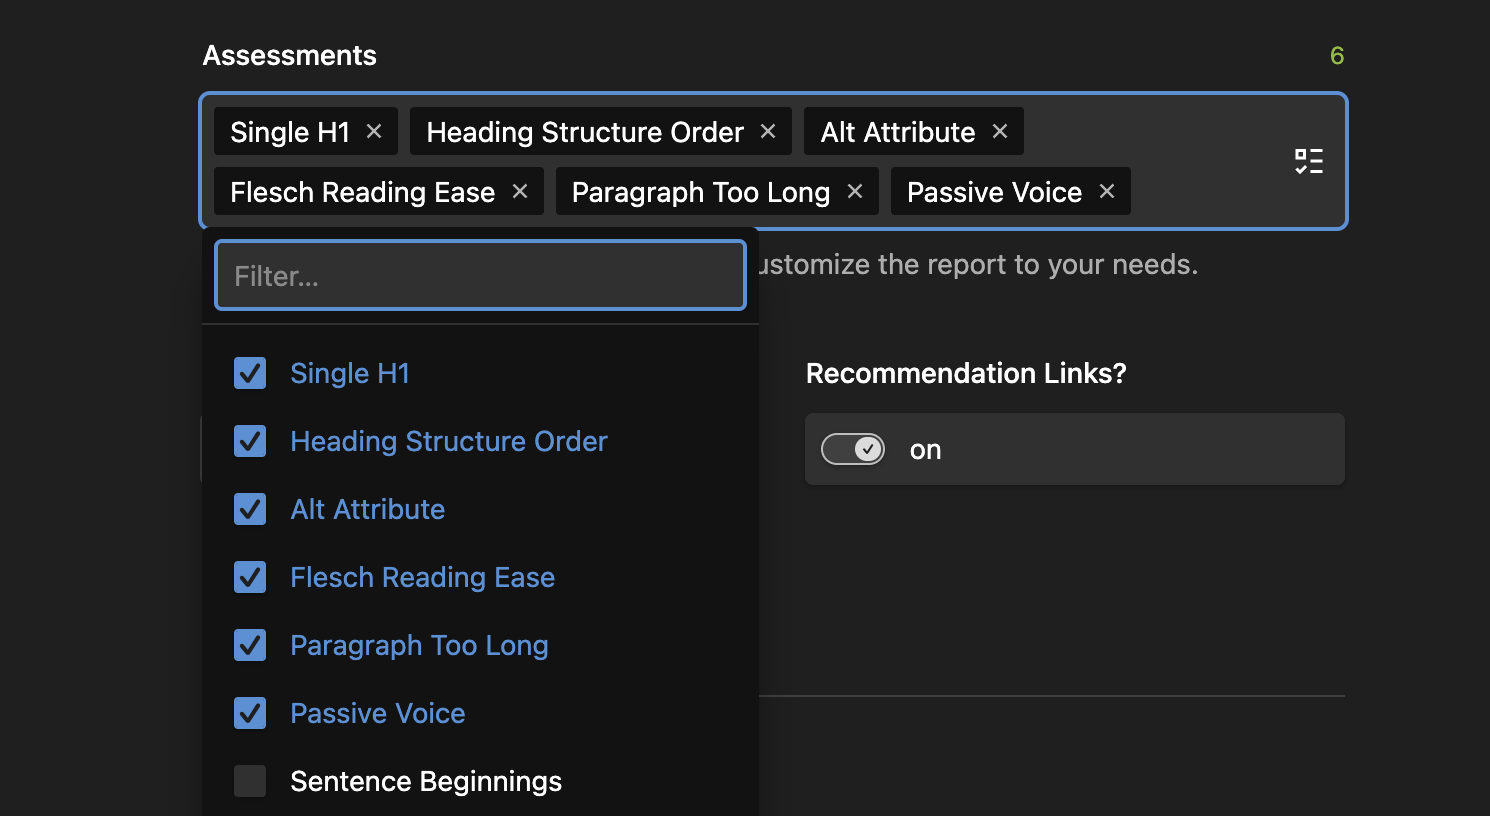 Assessments 6
Single H1 × Heading Structure Order × Alt Attribute ×
Flesch Reading Ease × Paragraph Too Long × Passive Voice ×
Filter...
ustomize the report to your needs.
Single H1
Recommendation Links?
Heading Structure Order
on
Alt Attribute
Flesch Reading Ease
Paragraph Too Long
Passive Voice
Sentence Beginnings